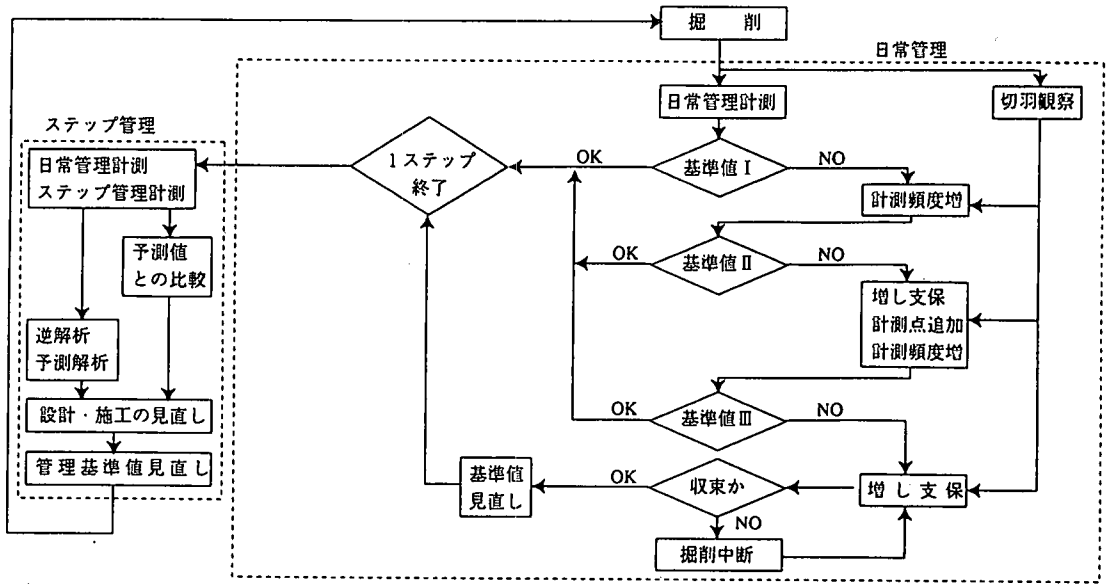 掘 削
日常管理
日常管理計測
切羽観察
ステップ管理
日常管理計測
ステップ管理計測
1ステップ
終了
OK
基準値Ⅰ
NO
計測頻度増
予測値
との比較
OK
基準値Ⅱ
NO
増し支保
計測点追加
計測頻度増
逆解析
予測解析
設計・施工の見直し
OK
基準値Ⅲ
NO
管理基準値見直し
基準値
見直し
OK
収束か
増し支保
NO
掘削中断